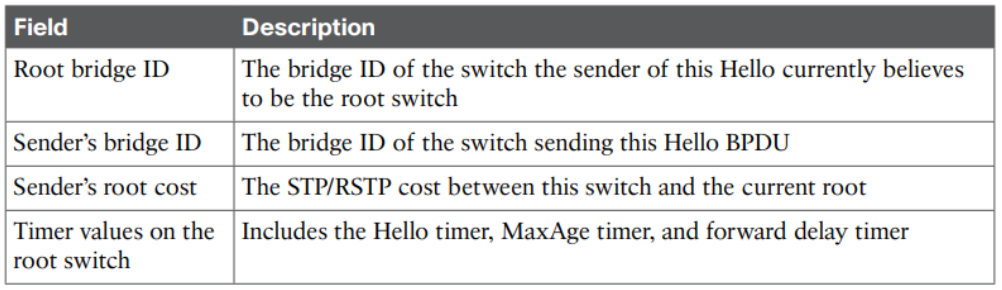 Field Description
Root bridge ID The bridge ID of the switch the sender of this Hello currently believes
to be the root switch
Sender's bridge ID The bridge ID of the switch sending this Hello BPDU
Sender's root cost The STP/RSTP cost between this switch and the current root
Timer values on the Includes the Hello timer, MaxAge timer, and forward delay timer
root switch